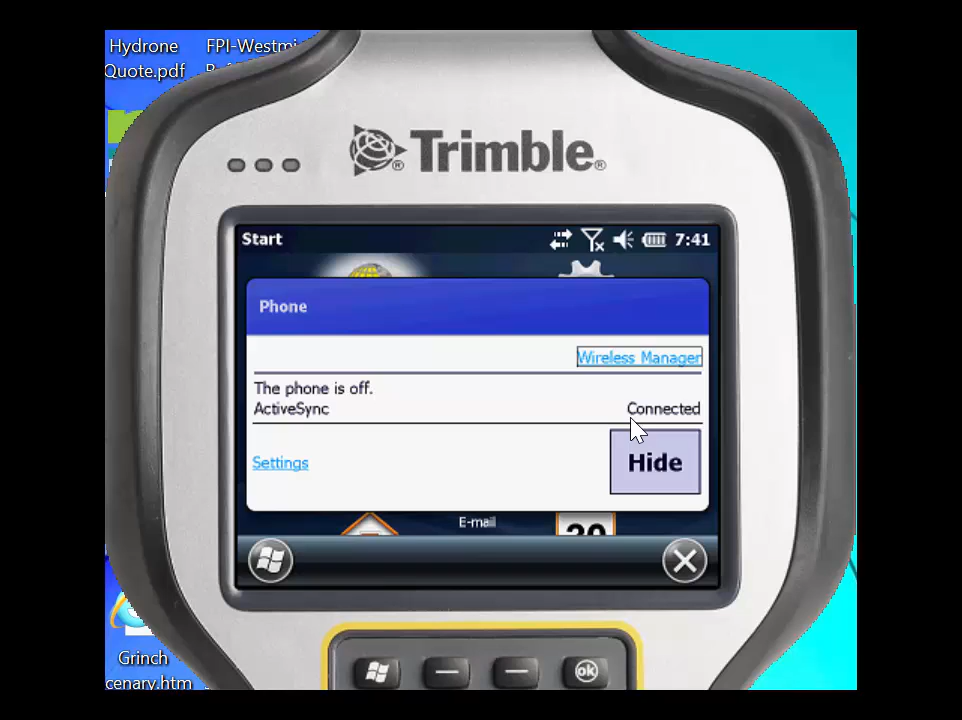 Hydrone
Quote.pdf
FPI-Westmi
Trimble
Start
7:41
Phone
Wireless Manager
The phone is off.
ActiveSync
Connected
Settings
Hide
E-mail
ok
Grinch
cenary.htm